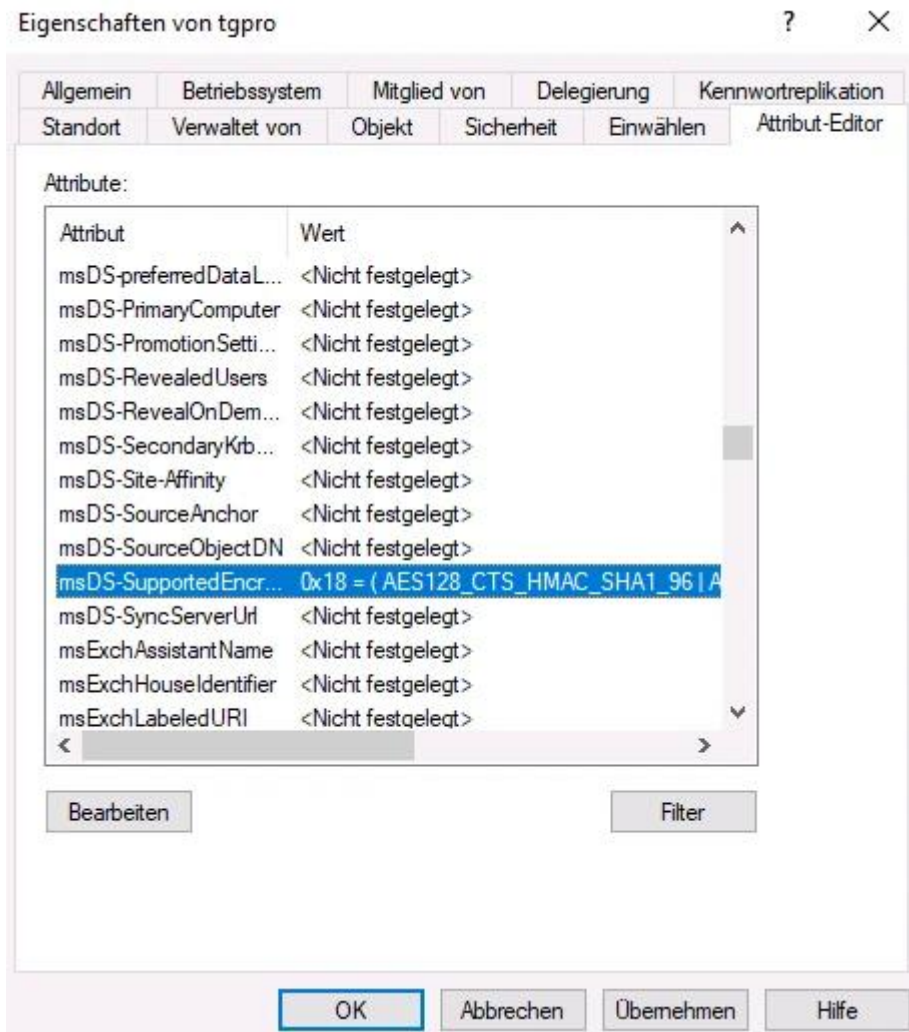 Eigenschaften von tgpro
?
Allgemein Betriebssystem Mitglied von Delegierung Kennwortreplikation
Standort Verwaltet von Objekt Sicherheit Einwählen Attribut-Editor
Attribute:
Attribut Wert
msDS-preferredDataL... <Nicht festgelegt>
msDS-PrimaryComputer <Nicht festgelegt>
msDS-PromotionSetti... <Nicht festgelegt>
msDS-RevealedUsers <Nicht festgelegt>
msDS-RevealOnDem... <Nicht festgelegt>
msDS-SecondaryKrb... <Nicht festgelegt>
msDS-Site-Affinity <Nicht festgelegt>
msDS-SourceAnchor <Nicht festgelegt>
msDS-SourceObjectDN <Nicht festgelegt>
msDS-SupportedEncr... 0x18 = ( AES128_CTS_HMAC_SHA1_96 | A
msDS-SyncServerUrl <Nicht festgelegt>
msExchAssistantName <Nicht festgelegt>
msExchHouseIdentifier <Nicht festgelegt>
msExchLabeledURI <Nicht festgelegt>
Bearbeiten Filter
OK Abbrechen Übernehmen Hilfe